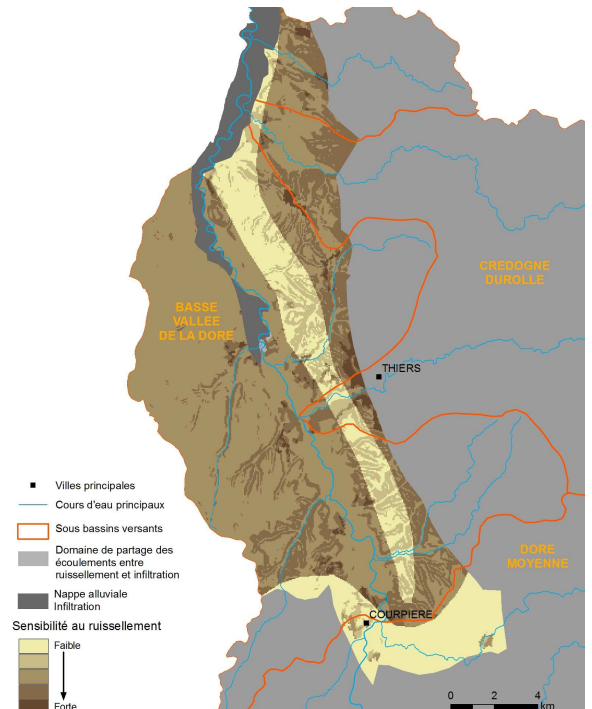 CREDOGNE
DUROLLE
BASSE
VALLEE
DE LA DORE
THIERS
DORE
MOYENNE
COURPIERE
Villes principales
Cours d'eau principaux
Sous bassins versants
Domaine de partage des
écoulements entre
ruissellement et infiltration
Nappe alluviale
Infiltration
Sensibilité au ruissellement
Faible
Forte
0 2 4
km